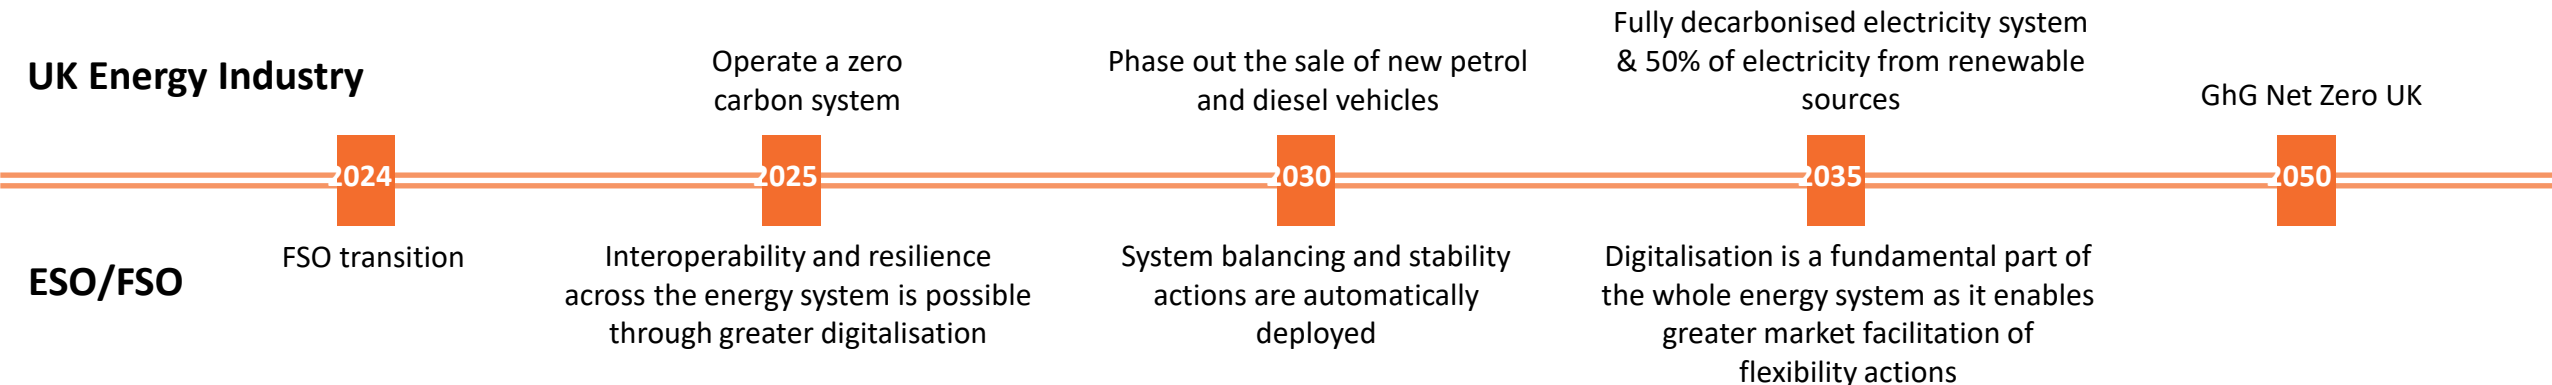 UK Energy Industry
Operate a zero
carbon system
Phase out the sale of new petrol
and diesel vehicles
Fully decarbonised electricity system
& 50% of electricity from renewable
sources
GhG Net Zero UK
2024
2025
2030
2035
2050
ESO/FSO
FSO transition
Interoperability and resilience
across the energy system is possible
through greater digitalisation
System balancing and stability
actions are automatically
deployed
Digitalisation is a fundamental part of
the whole energy system as it enables
greater market facilitation of
flexibility actions